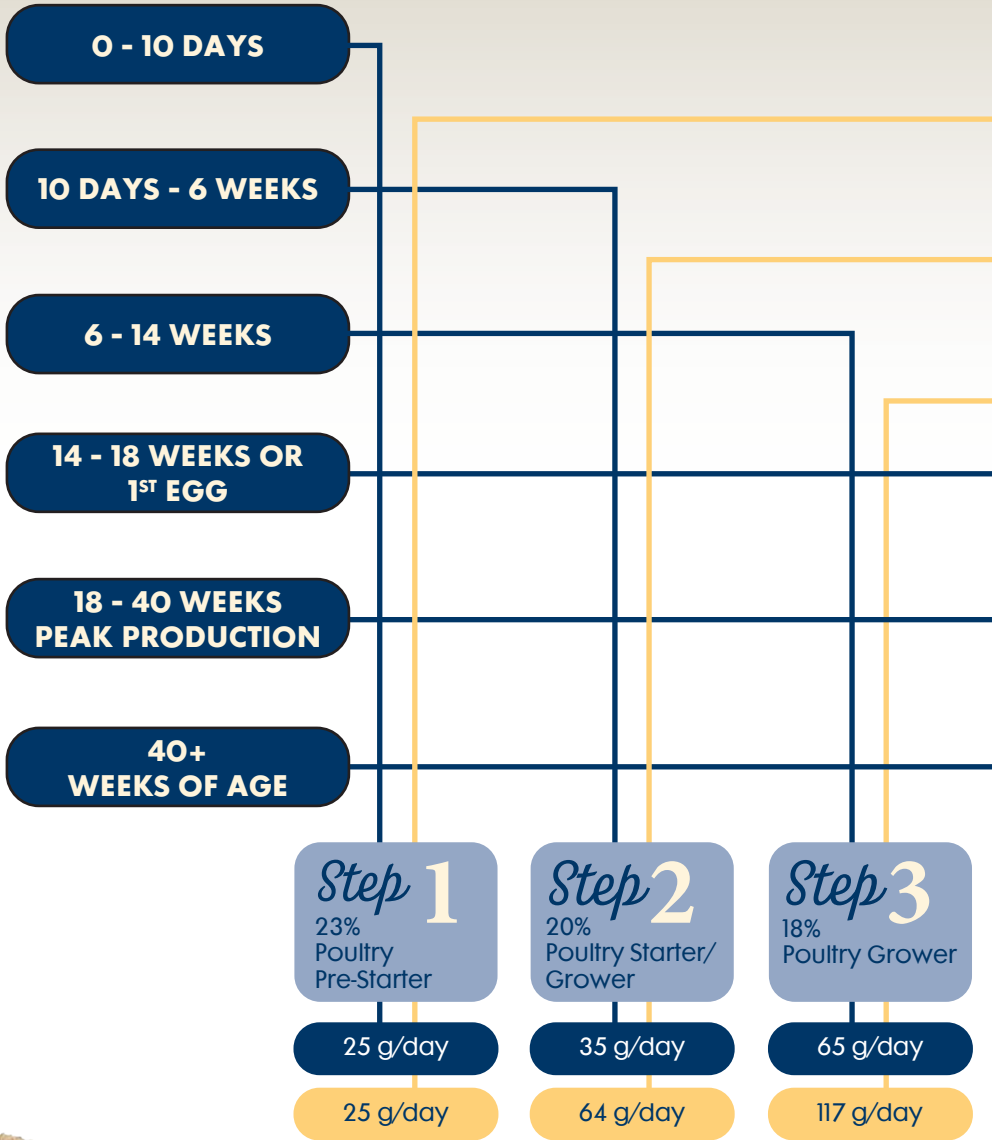 0 - 10 DAYS
10 DAYS - 6 WEEKS
6 - 14 WEEKS
14 - 18 WEEKS OR
1ST EGG
18 - 40 WEEKS
PEAK PRODUCTION
40+
WEEKS OF AGE
Step 1
23%
Poultry
Pre-Starter
25 g/day
25 g/day
Step 2
20%
Poultry Starter/
Grower
35 g/day
64 g/day
Step 3
18%
Poultry Grower
65 g/day
117 g/day